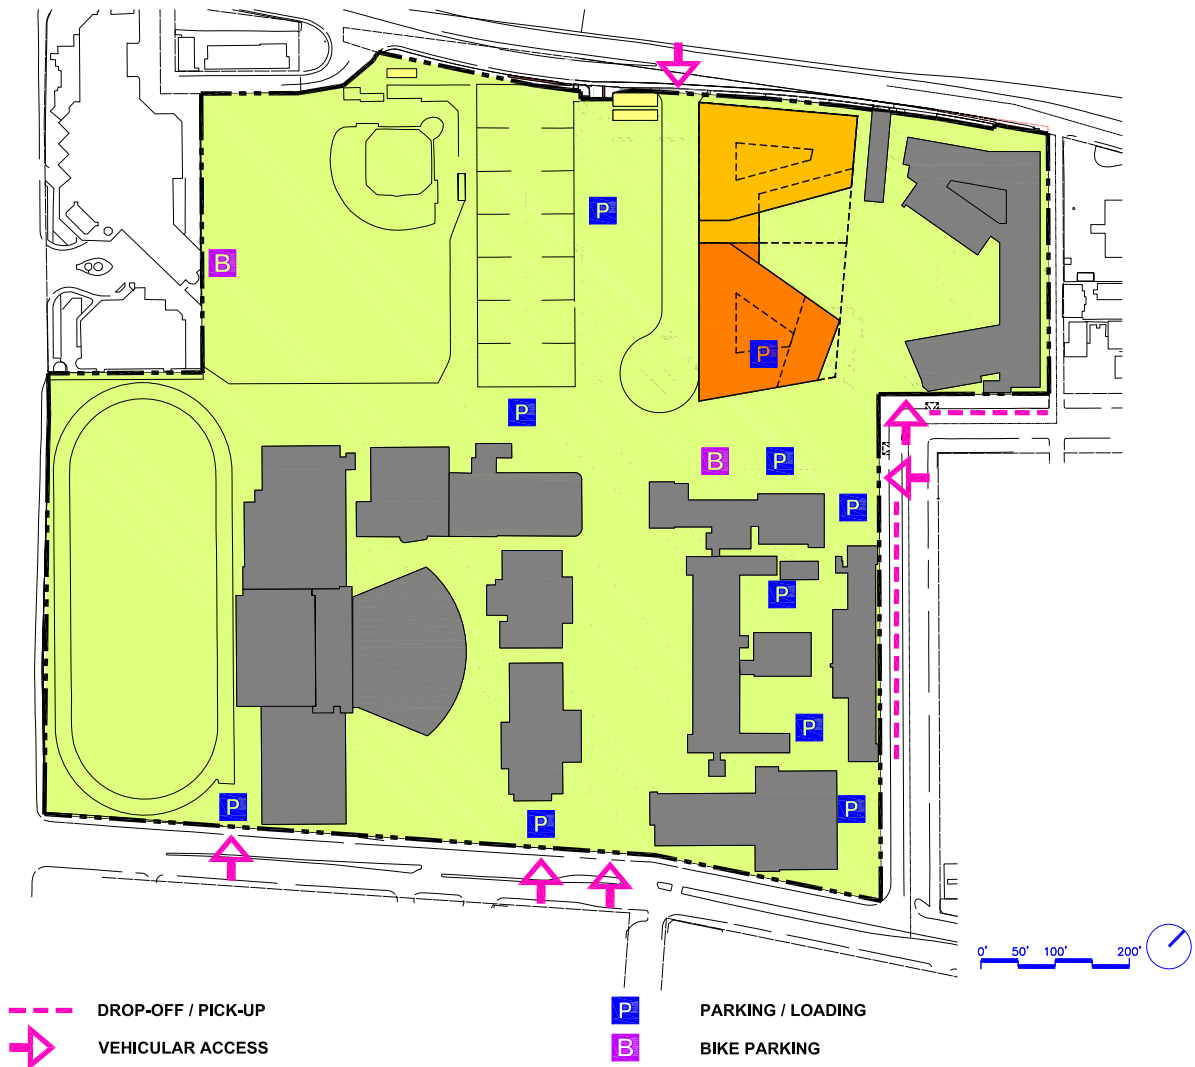 P
B
P
P
B
P
P
P
P
P
P
P
0' 50' 100' 200'
DROP-OFF / PICK-UP
P PARKING / LOADING
VEHICULAR ACCESS
B BIKE PARKING